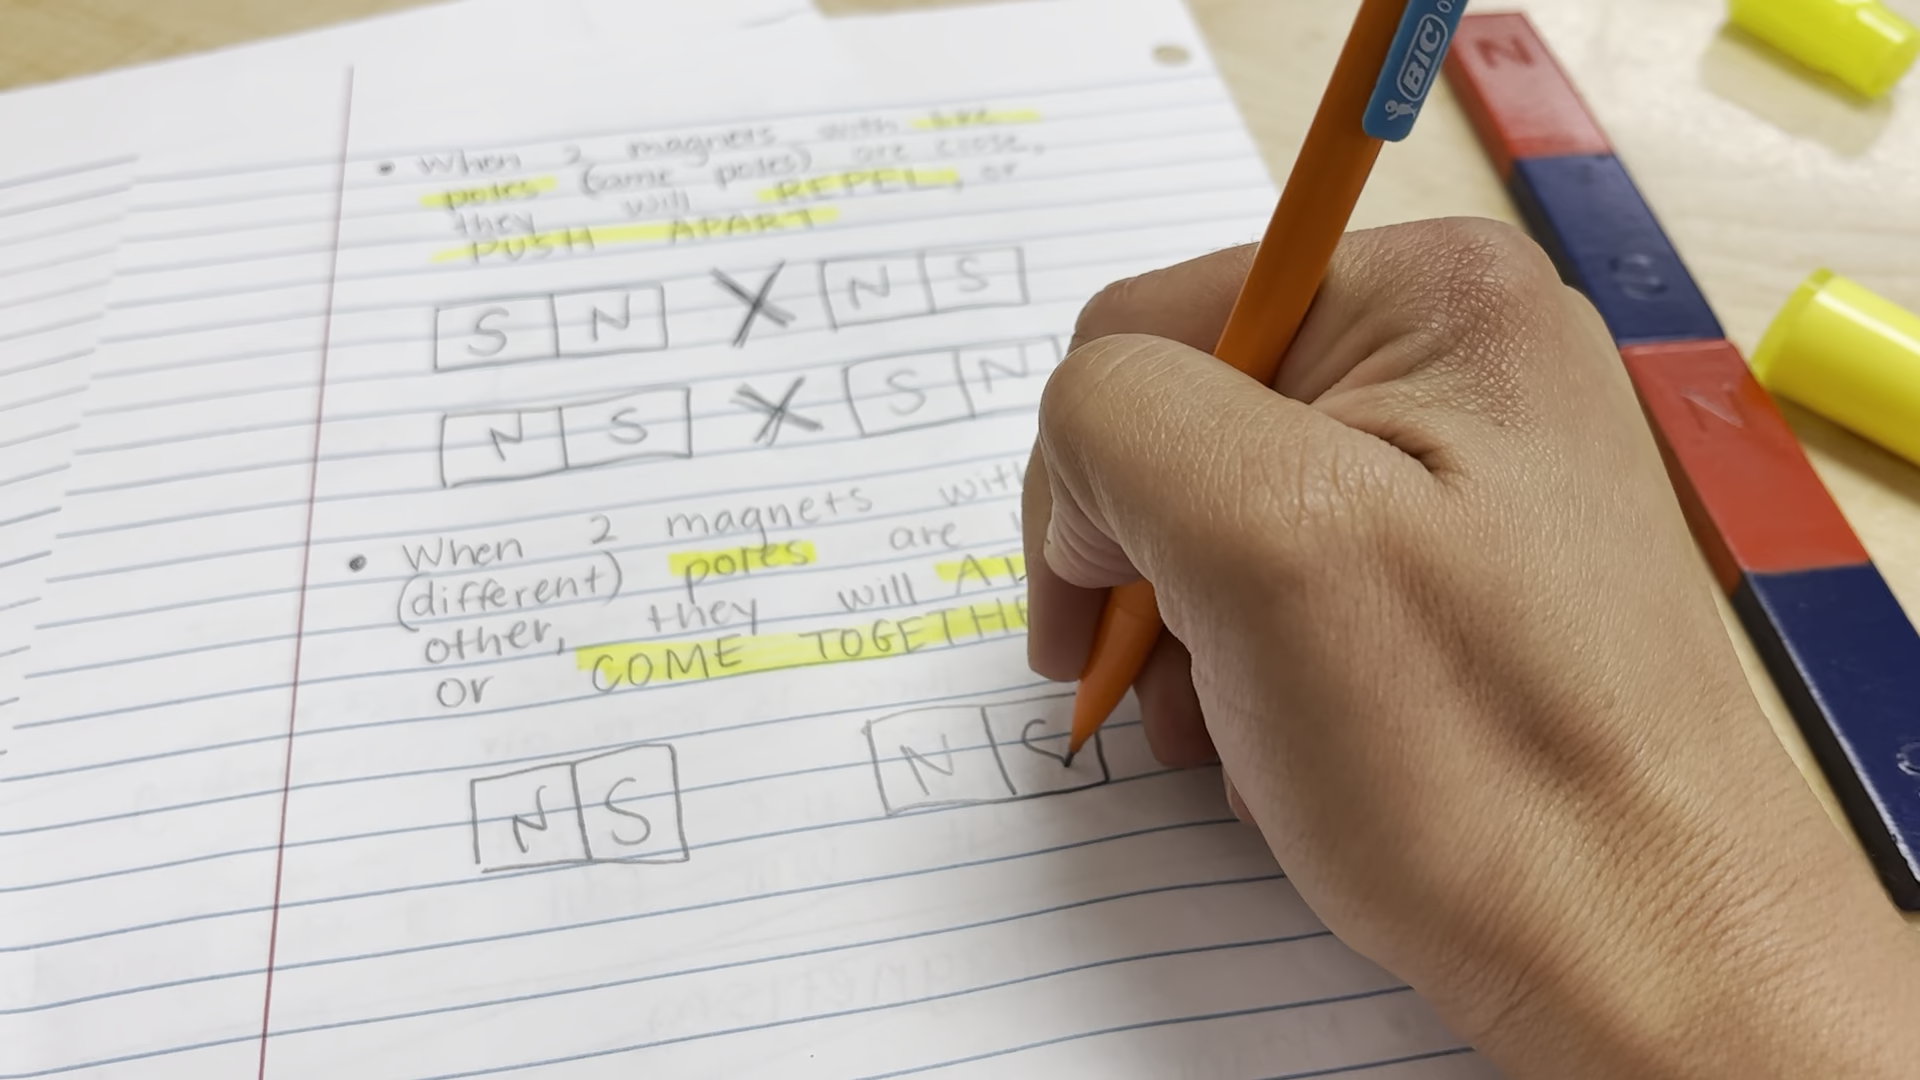 • When 2 magnets with like
poles (same poles) are close,
they will REPEL, or
PUSH APART
S N X N S
N S X S N
• When 2 magnets with
(different) poles are
other, they will
or COME TOGETHE
N S N S
BIC
N
S
N
S